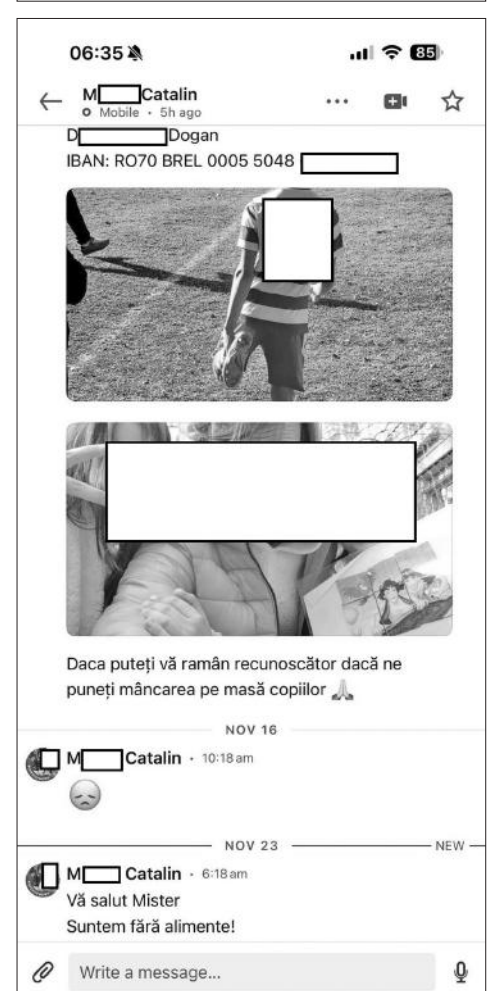 06:35
85
M Catalin
Mobile · 5h ago
D Dogan
IBAN: RO70 BREL 0005 5048
Daca puteți vă ramân recunoscător dacă ne
puneți mâncarea pe masă copiilor 🙏
NOV 16
M Catalin · 10:18 am
😞
NOV 23
NEW
M Catalin · 6:18 am
Vă salut Mister
Suntem fără alimente!
Write a message...